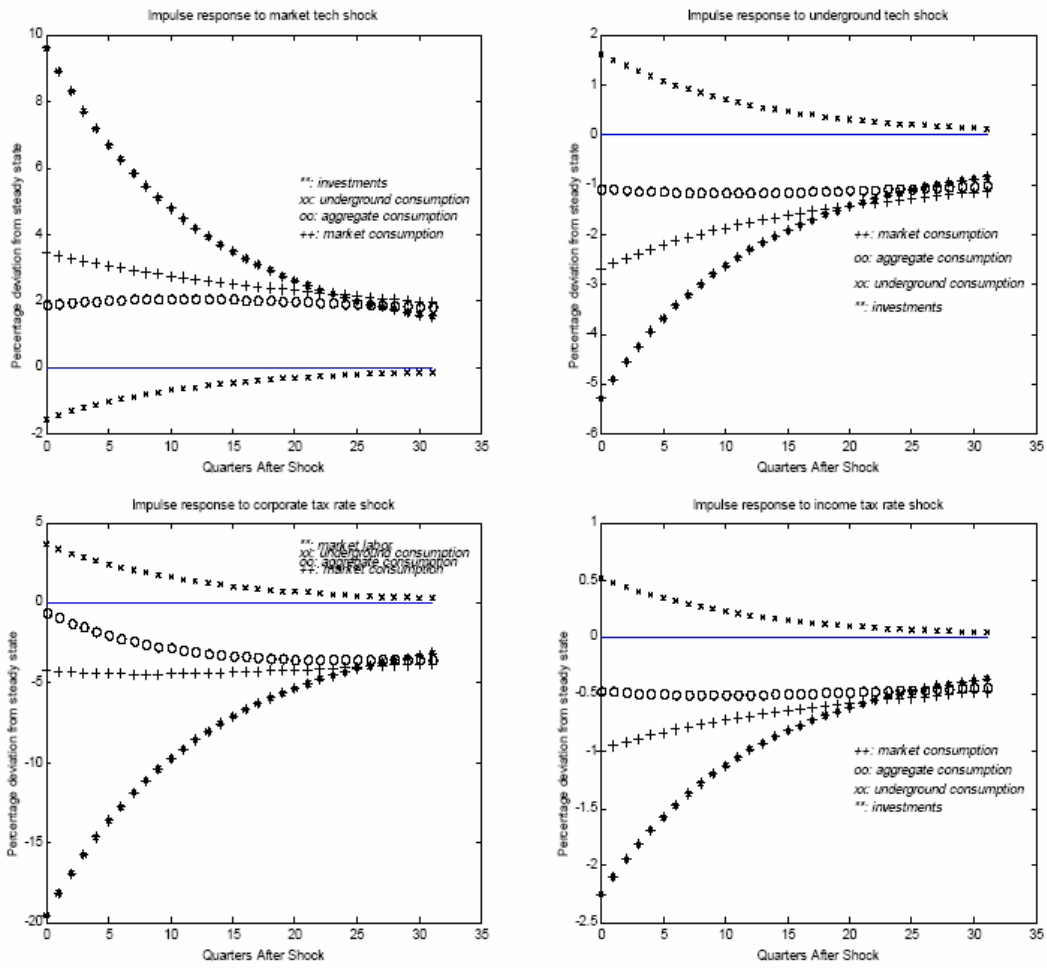 Impulse response to market tech shock
Percentage deviation from steady state
10
8
6
4
2
0
-2
**: investments
xx: underground consumption
oo: aggregate consumption
++: market consumption
0 5 10 15 20 25 30 35
Quarters After Shock
Impulse response to underground tech shock
Percentage deviation from steady state
2
1
0
-1
-2
-3
-4
-5
-6
++: market consumption
oo: aggregate consumption
xx: underground consumption
**: investments
0 5 10 15 20 25 30 35
Quarters After Shock
Impulse response to corporate tax rate shock
Percentage deviation from steady state
5
0
-5
-10
-15
-20
**: market labor
xx: underground consumption
oo: aggregate consumption
++: market consumption
0 5 10 15 20 25 30 35
Quarters After Shock
Impulse response to income tax rate shock
Percentage deviation from steady state
1
0.5
0
-0.5
-1
-1.5
-2
-2.5
++: market consumption
oo: aggregate consumption
xx: underground consumption
**: investments
0 5 10 15 20 25 30 35
Quarters After Shock